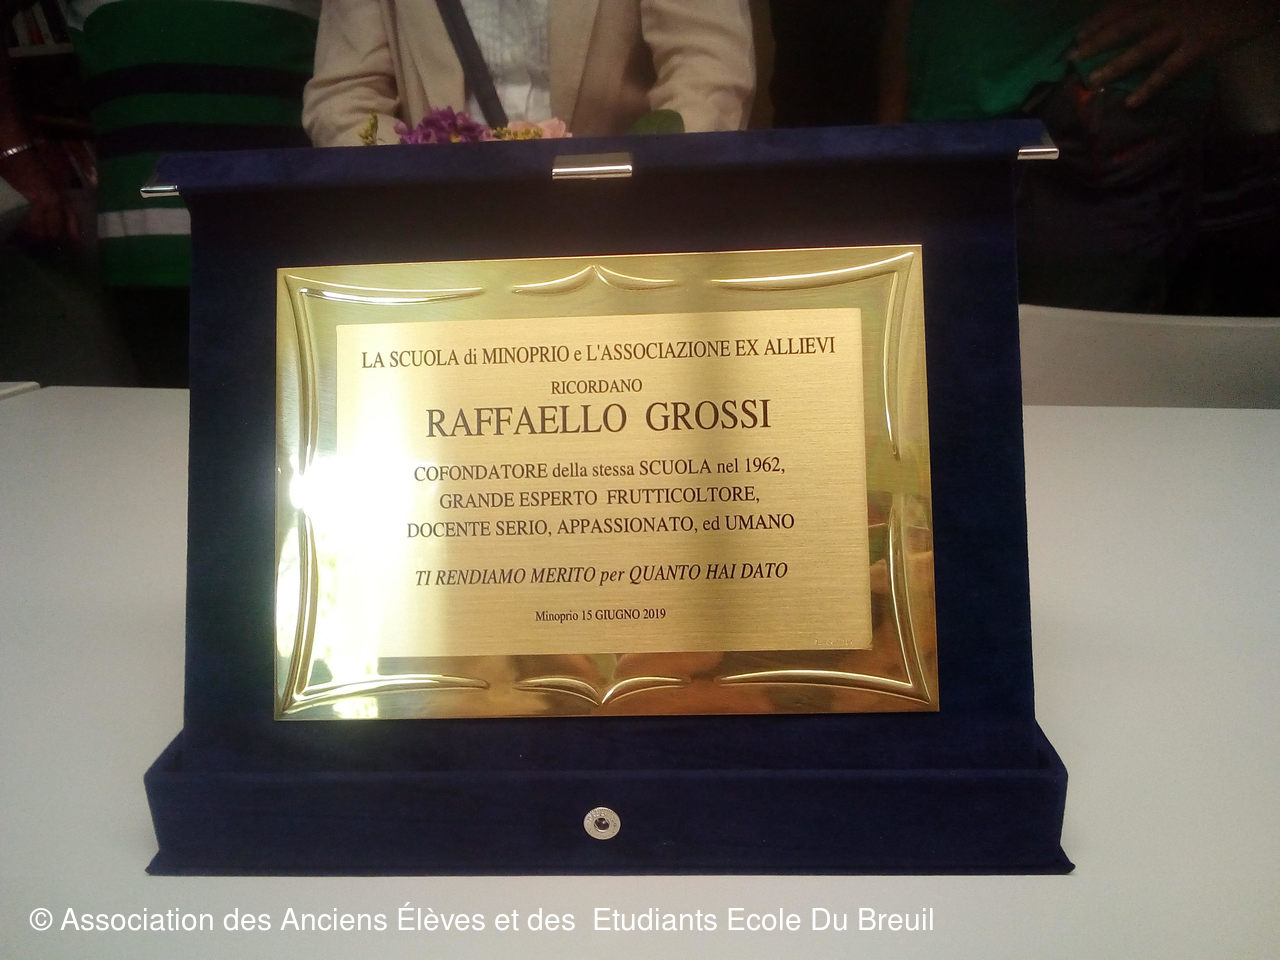 LA SCUOLA di MINOPRIO e L'ASSOCIAZIONE EX ALLIEVI
RICORDANO
RAFFAELLO GROSSI
COFONDATORE della stessa SCUOLA nel 1962,
GRANDE ESPERTO FRUTTICOLTORE,
DOCENTE SERIO, APPASSIONATO, ed UMANO
TI RENDIAMO MERITO per QUANTO HAI DATO
Minoprio 15 GIUGNO 2019
© Association des Anciens Élèves et des Etudiants Ecole Du Breuil